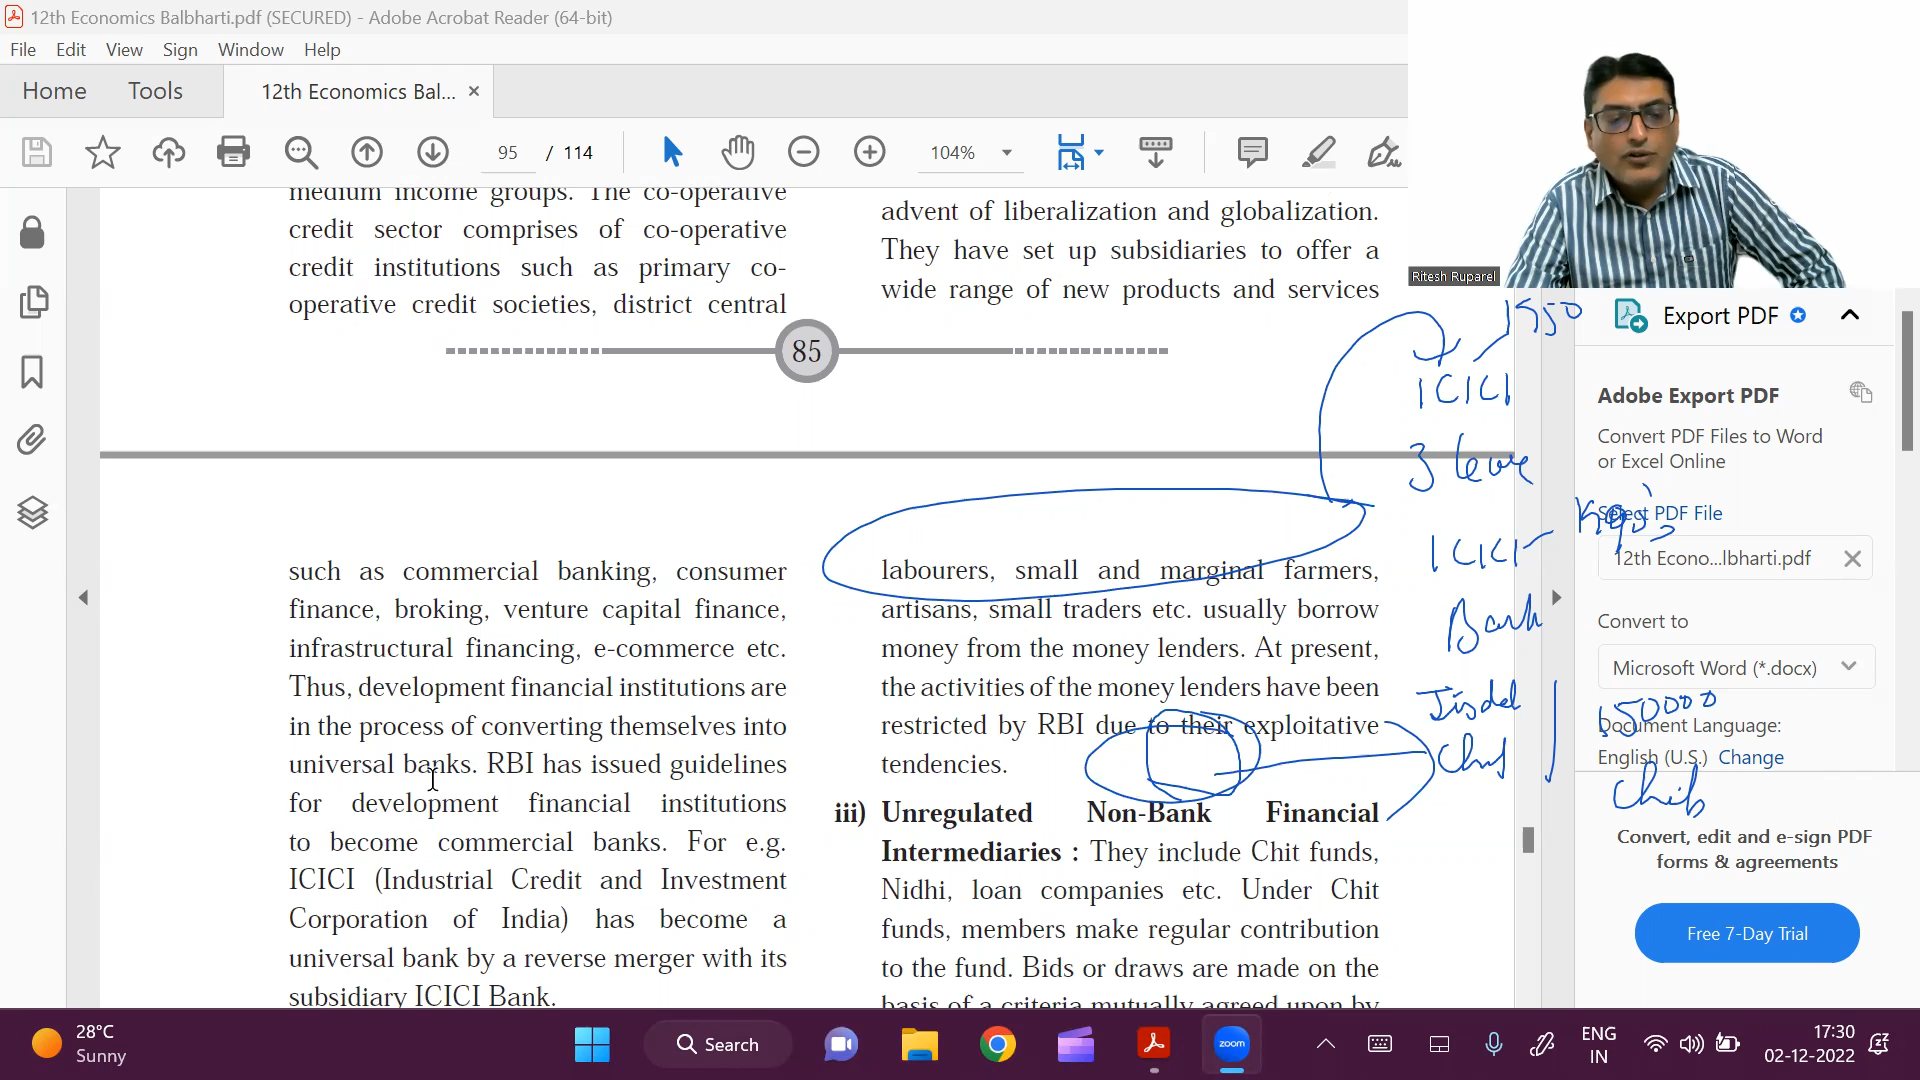 12th Economics Balbharti.pdf (SECURED) - Adobe Acrobat Reader (64-bit)
File Edit View Sign Window Help
Home Tools 12th Economics Bal... ×
95 / 114 104%
medium income groups. The co-operative
credit sector comprises of co-operative
credit institutions such as primary co-
operative credit societies, district central
advent of liberalization and globalization.
They have set up subsidiaries to offer a
wide range of new products and services
85
such as commercial banking, consumer
finance, broking, venture capital finance,
infrastructural financing, e-commerce etc.
Thus, development financial institutions are
in the process of converting themselves into
universal banks. RBI has issued guidelines
for development financial institutions
to become commercial banks. For e.g.
ICICI (Industrial Credit and Investment
Corporation of India) has become a
universal bank by a reverse merger with its
subsidiary ICICI Bank.
labourers, small and marginal farmers,
artisans, small traders etc. usually borrow
money from the money lenders. At present,
the activities of the money lenders have been
restricted by RBI due to their exploitative
tendencies.
iii) Unregulated Non-Bank Financial
Intermediaries : They include Chit funds,
Nidhi, loan companies etc. Under Chit
funds, members make regular contribution
to the fund. Bids or draws are made on the
basis of a criteria mutually agreed upon by
Ritesh Ruparel
1950
ICICI
3
ICICI
Bank
150000
Export PDF
Adobe Export PDF
Convert PDF Files to Word
or Excel Online
Select PDF File
12th Econo...lbharti.pdf
Convert to
Microsoft Word (*.docx)
Document Language:
English (U.S.) Change
Convert, edit and e-sign PDF
forms & agreements
Free 7-Day Trial
28°C
Sunny
Search
zoom
ENG
IN
17:30
02-12-2022